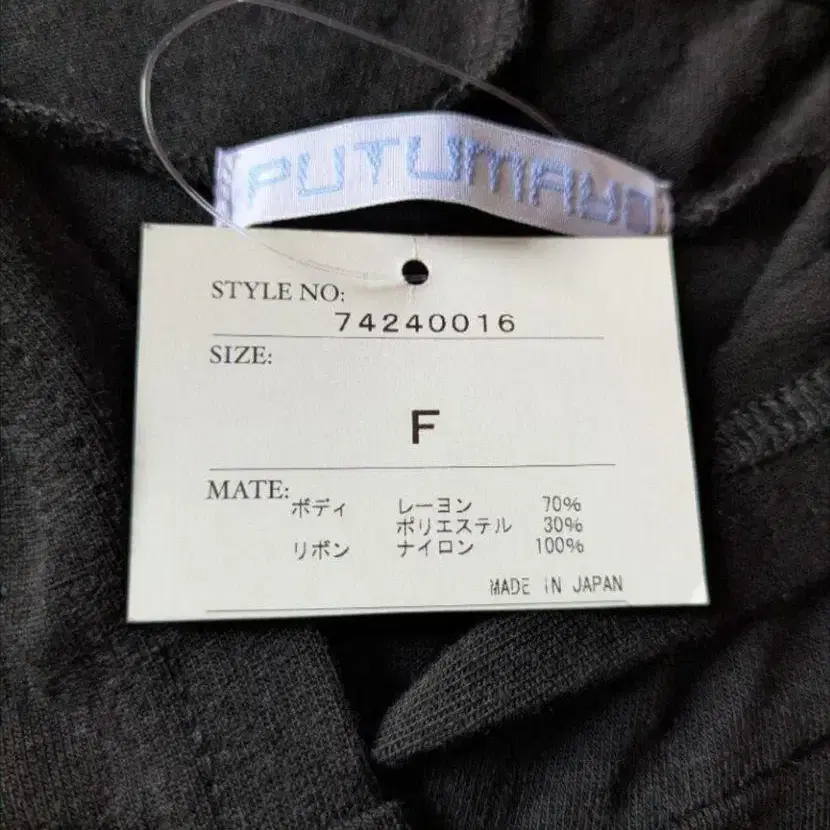 PUTUMAYO
STYLE NO:
74240016
SIZE:
F
MATE:
ボディ レーヨン 70%
ポリエステル 30%
リボン ナイロン 100%
MADE IN JAPAN